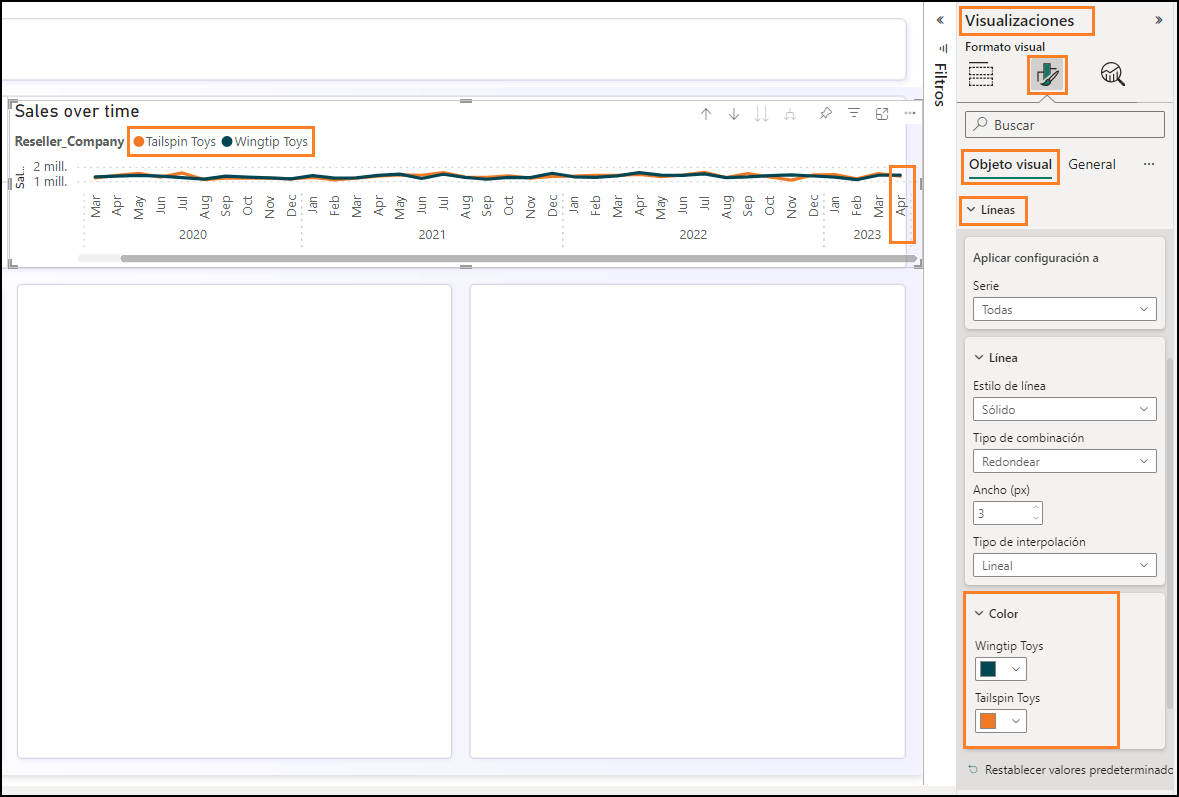 Sales over time
Reseller_Company Tailspin Toys Wingtip Toys
Sal...
2 mill.
1 mill.
Mar Apr May Jun Jul Aug Sep Oct Nov Dec Jan Feb Mar Apr May Jun Jul Aug Sep Oct Nov Dec Jan Feb Mar Apr May Jun Jul Aug Sep Oct Nov Dec Jan Feb Mar Apr
2020 2021 2022 2023
Filtros
Visualizaciones
Formato visual
Buscar
Objeto visual General
Líneas
Aplicar configuración a
Serie
Todas
Línea
Estilo de línea
Sólido
Tipo de combinación
Redondear
Ancho (px)
3
Tipo de interpolación
Lineal
Color
Wingtip Toys
Tailspin Toys
Restablecer valores predeterminado